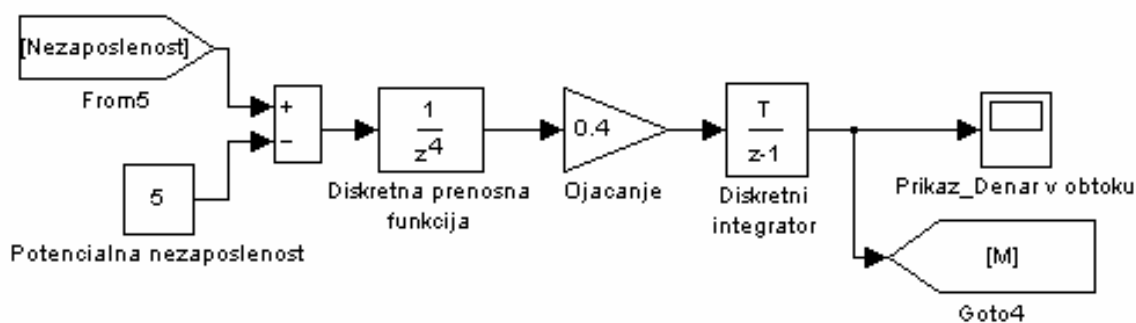 [Nezaposlenost]
From5
+
−
5
Potencialna nezaposlenost
1
z4
Diskretna prenosna
funkcija
0.4
Ojacanje
T
z-1
Diskretni
integrator
Prikaz_Denar v obtoku
[M]
Goto4